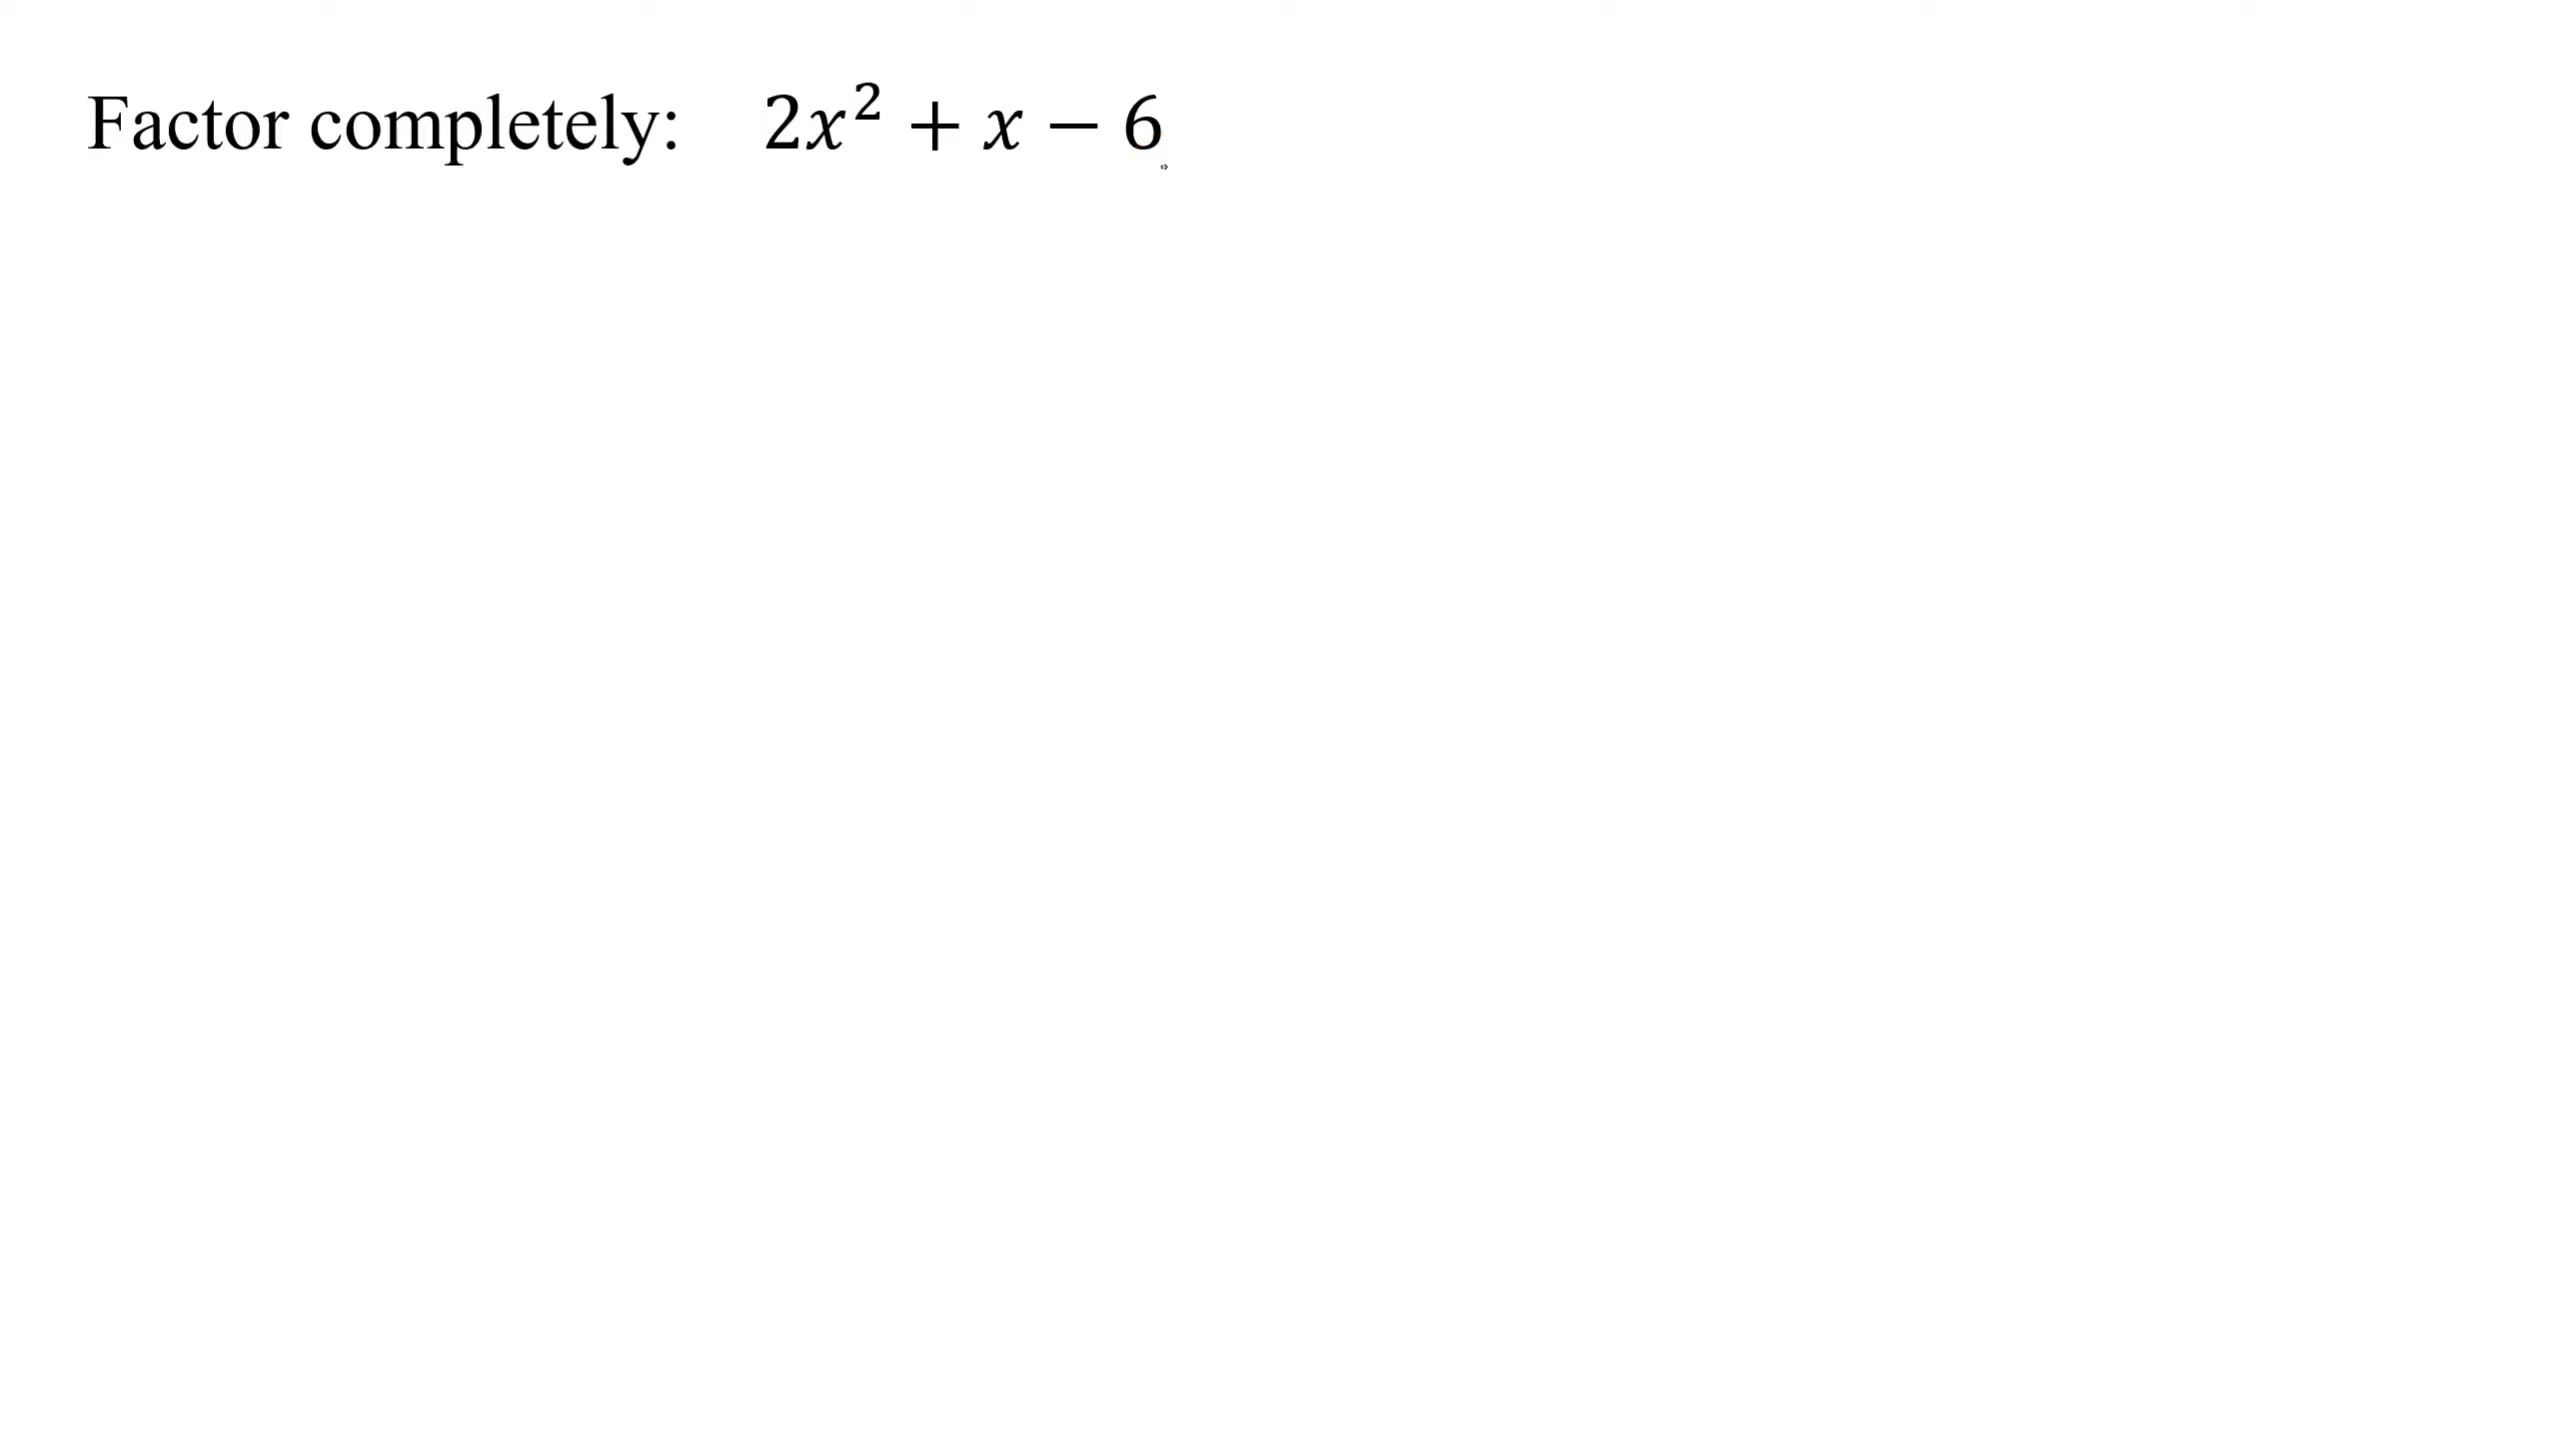 Factor completely: 2x² + x − 6